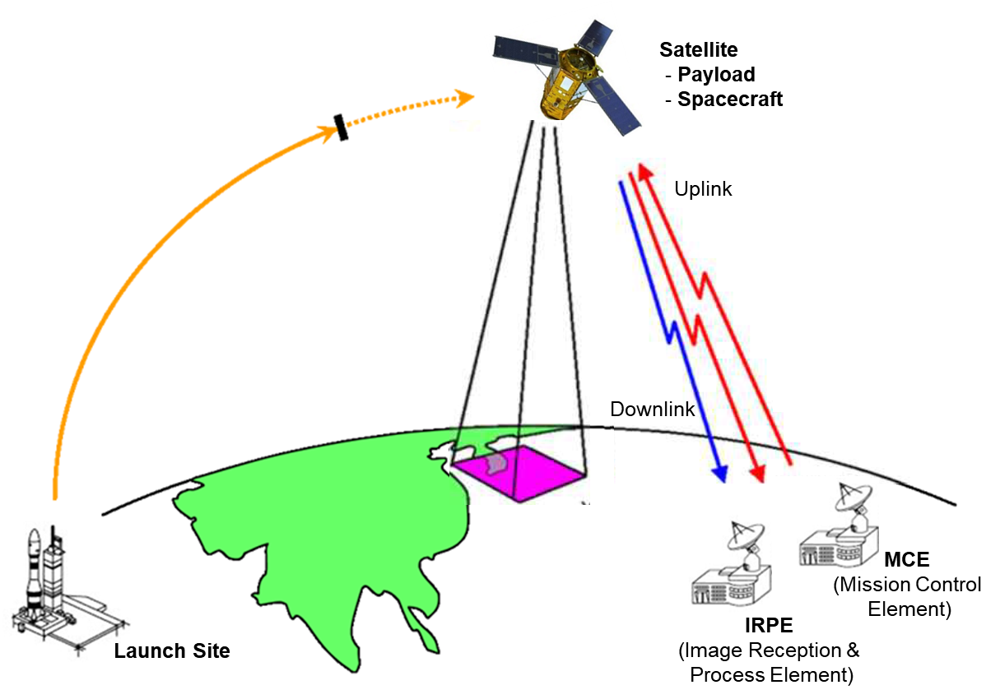 Satellite
- Payload
- Spacecraft
Uplink
Downlink
MCE
(Mission Control
Element)
IRPE
(Image Reception &
Process Element)
Launch Site